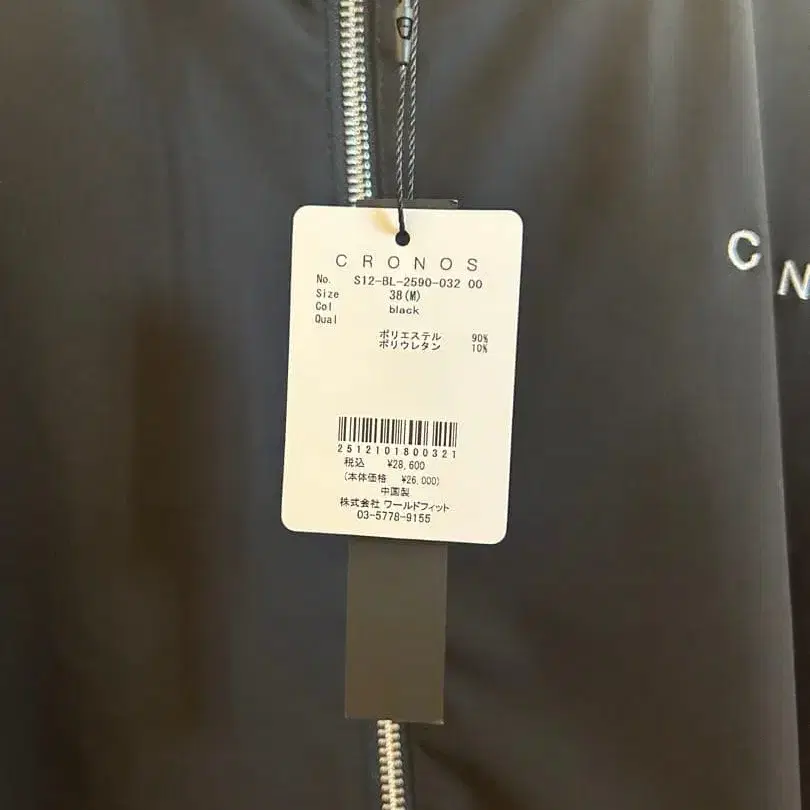 CRONOS
No. S12-BL-2590-032 00
Size 38(M)
Col black
Qual
ポリエステル 90%
ポリウレタン 10%
2512101800321
税込 ¥28,600
(本体価格 ¥26,000)
中国製
株式会社 ワールドフィット
03-5778-9155
C N